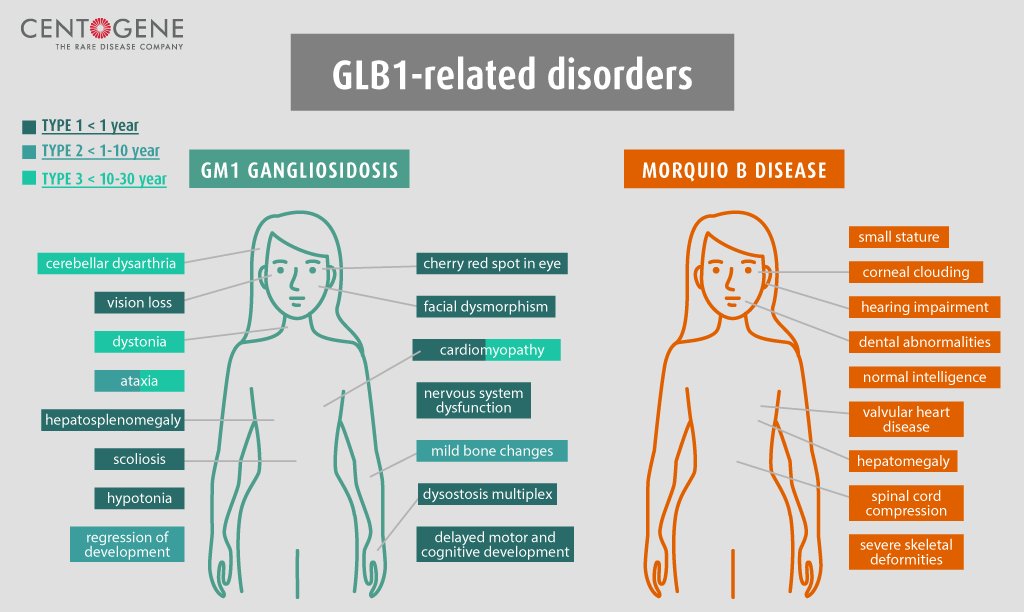 CENTOGENE
THE RARE DISEASE COMPANY
GLB1-related disorders
TYPE 1 < 1 year
TYPE 2 < 1-10 year
TYPE 3 < 10-30 year
GM1 GANGLIOSIDOSIS
cerebellar dysarthria
vision loss
dystonia
ataxia
hepatosplenomegaly
scoliosis
hypotonia
regression of
development
cherry red spot in eye
facial dysmorphism
cardiomyopathy
nervous system
dysfunction
mild bone changes
dysostosis multiplex
delayed motor and
cognitive development
MORQUIO B DISEASE
small stature
corneal clouding
hearing impairment
dental abnormalities
normal intelligence
valvular heart
disease
hepatomegaly
spinal cord
compression
severe skeletal
deformities